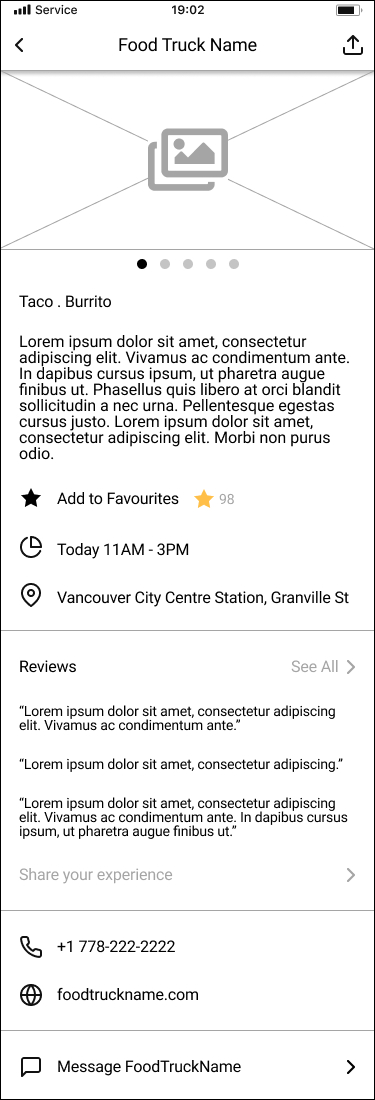 Service 19:02
Food Truck Name
Taco . Burrito
Lorem ipsum dolor sit amet, consectetur
adipiscing elit. Vivamus ac condimentum ante.
In dapibus cursus ipsum, ut pharetra augue
finibus ut. Phasellus quis libero at orci blandit
sollicitudin a nec urna. Pellentesque egestas
cursus justo. Lorem ipsum dolor sit amet,
consectetur adipiscing elit. Morbi non purus
odio.
Add to Favourites 98
Today 11AM - 3PM
Vancouver City Centre Station, Granville St
Reviews See All
“Lorem ipsum dolor sit amet, consectetur adipiscing
elit. Vivamus ac condimentum ante.”
“Lorem ipsum dolor sit amet, consectetur adipiscing.”
“Lorem ipsum dolor sit amet, consectetur adipiscing
elit. Vivamus ac condimentum ante. In dapibus cursus
ipsum, ut pharetra augue finibus ut.”
Share your experience
+1 778-222-2222
foodtruckname.com
Message FoodTruckName